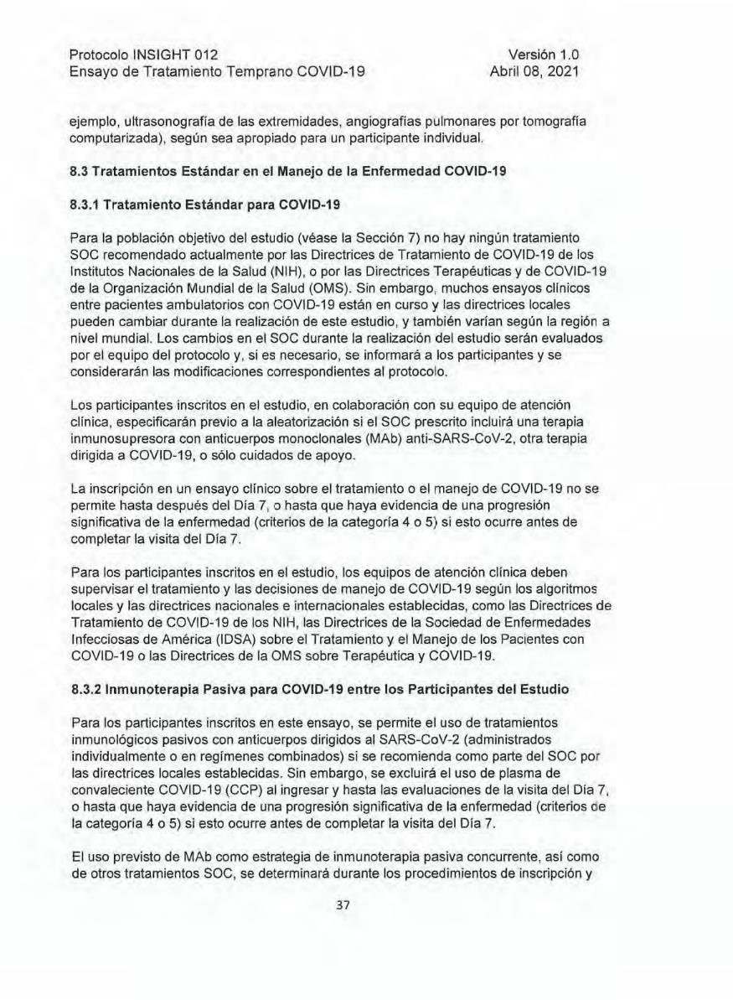 Protocolo INSIGHT 012 Versión 1.0
Ensayo de Tratamiento Temprano COVID-19 Abril 08, 2021
ejemplo, ultrasonografía de las extremidades, angiografías pulmonares por tomografía
computarizada), según sea apropiado para un participante individual.
8.3 Tratamientos Estándar en el Manejo de la Enfermedad COVID-19
8.3.1 Tratamiento Estándar para COVID-19
Para la población objetivo del estudio (véase la Sección 7) no hay ningún tratamiento
SOC recomendado actualmente por las Directrices de Tratamiento de COVID-19 de los
Institutos Nacionales de la Salud (NIH), o por las Directrices Terapéuticas y de COVID-19
de la Organización Mundial de la Salud (OMS). Sin embargo, muchos ensayos clínicos
entre pacientes ambulatorios con COVID-19 están en curso y las directrices locales
pueden cambiar durante la realización de este estudio, y también varían según la región a
nivel mundial. Los cambios en el SOC durante la realización del estudio serán evaluados
por el equipo del protocolo y, si es necesario, se informará a los participantes y se
considerarán las modificaciones correspondientes al protocolo.
Los participantes inscritos en el estudio, en colaboración con su equipo de atención
clínica, especificarán previo a la aleatorización si el SOC prescrito incluirá una terapia
inmunosupresora con anticuerpos monoclonales (MAb) anti-SARS-CoV-2, otra terapia
dirigida a COVID-19, o sólo cuidados de apoyo.
La inscripción en un ensayo clínico sobre el tratamiento o el manejo de COVID-19 no se
permite hasta después del Día 7, o hasta que haya evidencia de una progresión
significativa de la enfermedad (criterios de la categoría 4 o 5) si esto ocurre antes de
completar la visita del Día 7.
Para los participantes inscritos en el estudio, los equipos de atención clínica deben
supervisar el tratamiento y las decisiones de manejo de COVID-19 según los algoritmos
locales y las directrices nacionales e internacionales establecidas, como las Directrices de
Tratamiento de COVID-19 de los NIH, las Directrices de la Sociedad de Enfermedades
Infecciosas de América (IDSA) sobre el Tratamiento y el Manejo de los Pacientes con
COVID-19 o las Directrices de la OMS sobre Terapéutica y COVID-19.
8.3.2 Inmunoterapia Pasiva para COVID-19 entre los Participantes del Estudio
Para los participantes inscritos en este ensayo, se permite el uso de tratamientos
inmunológicos pasivos con anticuerpos dirigidos al SARS-CoV-2 (administrados
individualmente o en regímenes combinados) si se recomienda como parte del SOC por
las directrices locales establecidas. Sin embargo, se excluirá el uso de plasma de
convaleciente COVID-19 (CCP) al ingresar y hasta las evaluaciones de la visita del Día 7,
o hasta que haya evidencia de una progresión significativa de la enfermedad (criterios de
la categoría 4 o 5) si esto ocurre antes de completar la visita del Día 7.
El uso previsto de MAb como estrategia de inmunoterapia pasiva concurrente, así como
de otros tratamientos SOC, se determinará durante los procedimientos de inscripción y
37